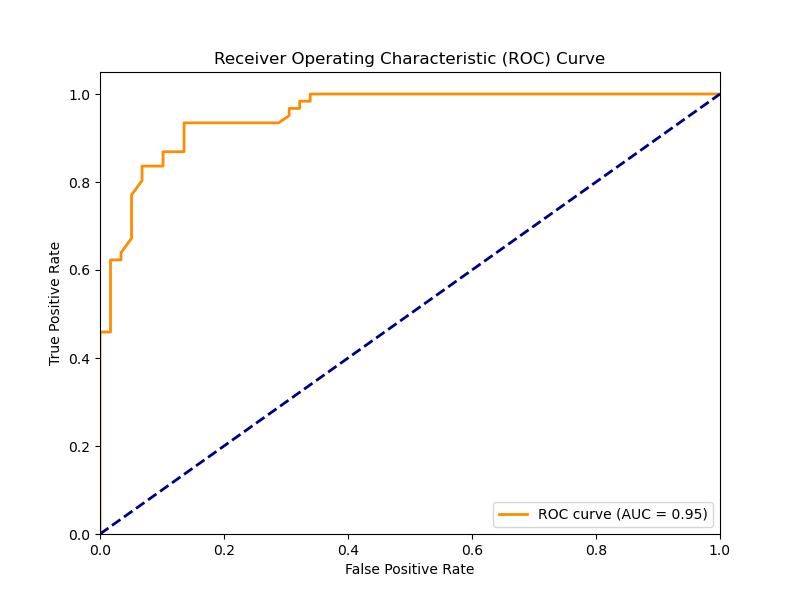 Receiver Operating Characteristic (ROC) Curve
1.0
0.8
0.6
0.4
0.2
0.0
True Positive Rate
ROC curve (AUC = 0.95)
0.0 0.2 0.4 0.6 0.8 1.0
False Positive Rate